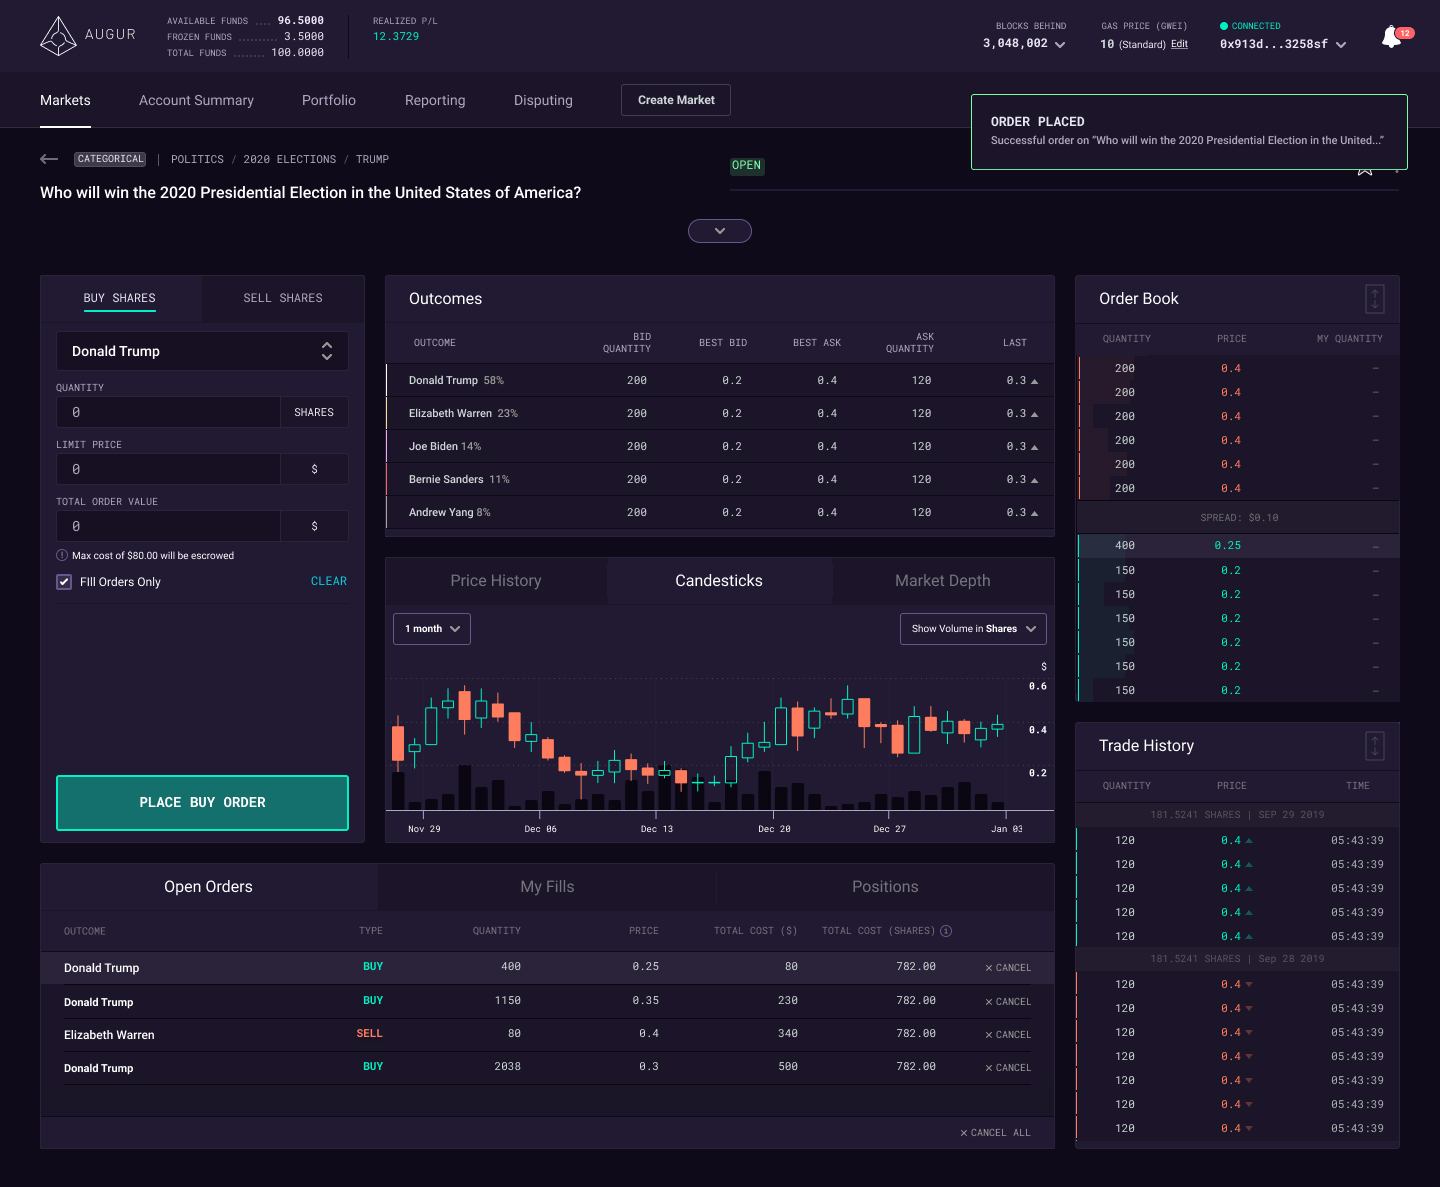 AUGUR
AVAILABLE FUNDS .... 96.5000
FROZEN FUNDS .......... 3.5000
TOTAL FUNDS ......... 100.0000
REALIZED P/L
12.3729
BLOCKS BEHIND
3,048,002
GAS PRICE (GWEI)
10 (Standard) Edit
CONNECTED
0x913d...3258sf
12
Markets
Account Summary
Portfolio
Reporting
Disputing
Create Market
ORDER PLACED
Successful order on “Who will win the 2020 Presidential Election in the United...”
CATEGORICAL | POLITICS / 2020 ELECTIONS / TRUMP
OPEN
Who will win the 2020 Presidential Election in the United States of America?
BUY SHARES
SELL SHARES
Donald Trump
QUANTITY
0 SHARES
LIMIT PRICE
0 $
TOTAL ORDER VALUE
0 $
Max cost of $80.00 will be escrowed
FIll Orders Only
CLEAR
PLACE BUY ORDER
Outcomes
OUTCOME BID QUANTITY BEST BID BEST ASK ASK QUANTITY LAST
Donald Trump 58% 200 0.2 0.4 120 0.3
Elizabeth Warren 23% 200 0.2 0.4 120 0.3
Joe Biden 14% 200 0.2 0.4 120 0.3
Bernie Sanders 11% 200 0.2 0.4 120 0.3
Andrew Yang 8% 200 0.2 0.4 120 0.3
Price History
Candesticks
Market Depth
1 month
Show Volume in Shares
$
0.6
0.4
0.2
Nov 29 Dec 06 Dec 13 Dec 20 Dec 27 Jan 03
Order Book
QUANTITY PRICE MY QUANTITY
200 0.4 –
200 0.4 –
200 0.4 –
200 0.4 –
200 0.4 –
200 0.4 –
SPREAD: $0.10
400 0.25 –
150 0.2 –
150 0.2 –
150 0.2 –
150 0.2 –
150 0.2 –
150 0.2 –
Trade History
QUANTITY PRICE TIME
181.5241 SHARES | SEP 29 2019
120 0.4 05:43:39
120 0.4 05:43:39
120 0.4 05:43:39
120 0.4 05:43:39
120 0.4 05:43:39
181.5241 SHARES | Sep 28 2019
120 0.4 05:43:39
120 0.4 05:43:39
120 0.4 05:43:39
120 0.4 05:43:39
120 0.4 05:43:39
120 0.4 05:43:39
120 0.4 05:43:39
Open Orders
My Fills
Positions
OUTCOME TYPE QUANTITY PRICE TOTAL COST ($) TOTAL COST (SHARES)
Donald Trump BUY 400 0.25 80 782.00 × CANCEL
Donald Trump BUY 1150 0.35 230 782.00 × CANCEL
Elizabeth Warren SELL 80 0.4 340 782.00 × CANCEL
Donald Trump BUY 2038 0.3 500 782.00 × CANCEL
× CANCEL ALL